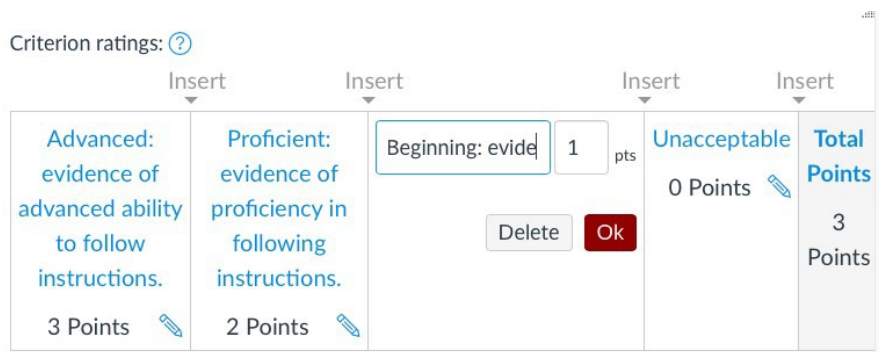 Criterion ratings: ?
Insert Insert Insert Insert
Advanced:
evidence of
advanced ability
to follow
instructions.
3 Points
Proficient:
evidence of
proficiency in
following
instructions.
2 Points
Beginning: evide 1 pts
Delete Ok
Unacceptable
0 Points
Total
Points
3
Points